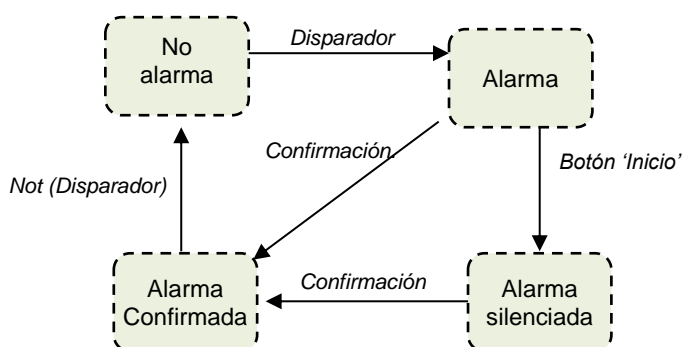 No
alarma
Disparador
Alarma
Confirmación
Botón 'Inicio'
Not (Disparador)
Alarma
Confirmada
Confirmación
Alarma
silenciada